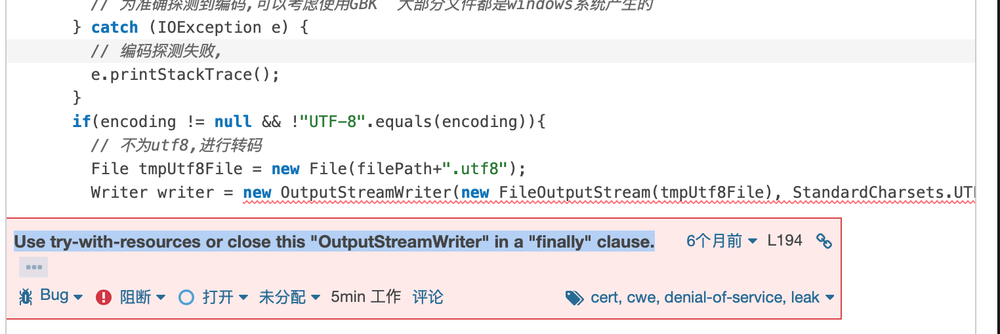 // 为准确探测到编码,可以考虑使用GBK  大部分文件都是windows系统产生的
} catch (IOException e) {
// 编码探测失败,
e.printStackTrace();
}
if(encoding != null && !"UTF-8".equals(encoding)){
// 不为utf8,进行转码
File tmpUtf8File = new File(filePath+".utf8");
Writer writer = new OutputStreamWriter(new FileOutputStream(tmpUtf8File), StandardCharsets.UT
Use try-with-resources or close this "OutputStreamWriter" in a "finally" clause. 6个月前 L194
Bug 阻断 打开 未分配 5min 工作 评论 cert, cwe, denial-of-service, leak